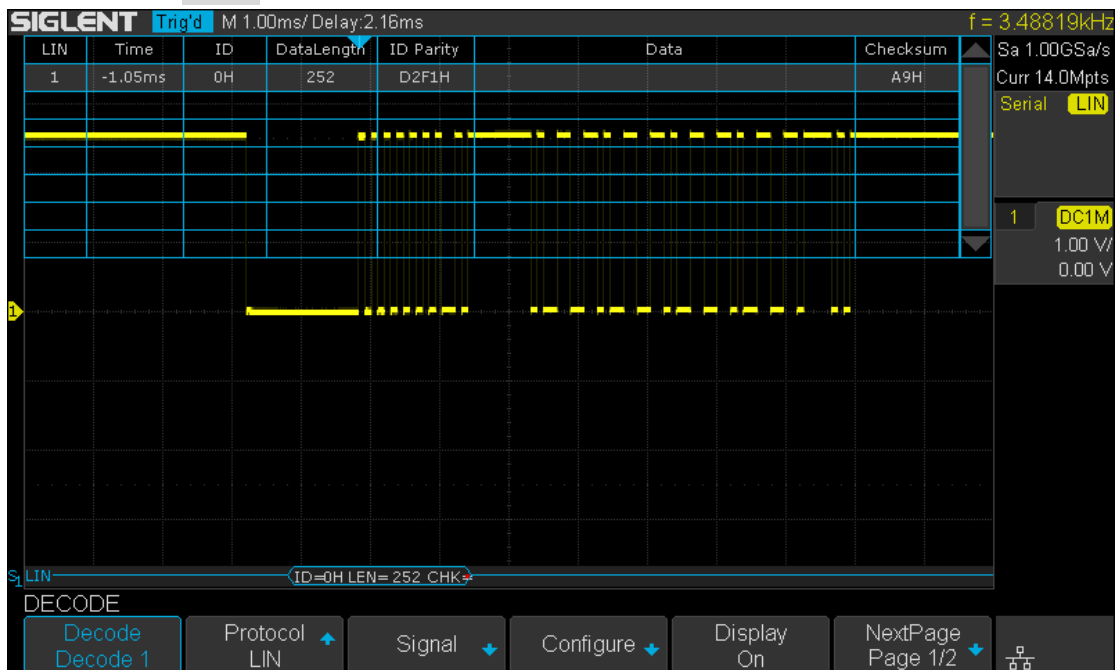 SIGLENT Trig'd M 1.00ms/ Delay:2.16ms f = 3.48819kHz
LIN Time ID DataLength ID Parity Data Checksum Sa 1.00GSa/s
1 -1.05ms 0H 252 D2F1H A9H Curr 14.0Mpts
Serial LIN
1 DC1M
1.00 V/
0.00 V
1
S1 LIN ID=0H LEN= 252 CHK=
DECODE
Decode Protocol Signal Configure Display NextPage
Decode 1 LIN On Page 1/2